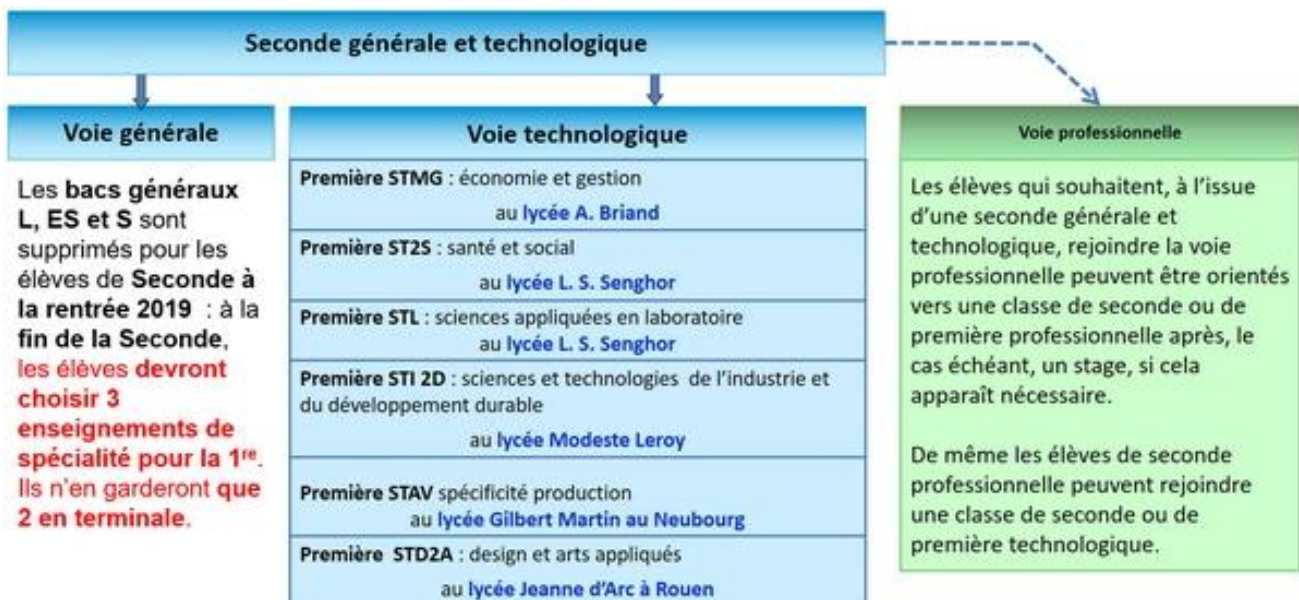 Seconde générale et technologique
Voie générale
Les bacs généraux
L, ES et S sont
supprimés pour les
élèves de Seconde à
la rentrée 2019 : à la
fin de la Seconde,
les élèves devront
choisir 3
enseignements de
spécialité pour la 1re.
Ils n'en garderont que
2 en terminale.
Voie technologique
Première STMG : économie et gestion
au lycée A. Briand
Première ST2S : santé et social
au lycée L. S. Senghor
Première STL : sciences appliquées en laboratoire
au lycée L. S. Senghor
Première STI 2D : sciences et technologies de l'industrie et
du développement durable
au lycée Modeste Leroy
Première STAV spécificité production
au lycée Gilbert Martin au Neubourg
Première STD2A : design et arts appliqués
au lycée Jeanne d'Arc à Rouen
Voie professionnelle
Les élèves qui souhaitent, à l'issue
d'une seconde générale et
technologique, rejoindre la voie
professionnelle peuvent être orientés
vers une classe de seconde ou de
première professionnelle après, le
cas échéant, un stage, si cela
apparaît nécessaire.
De même les élèves de seconde
professionnelle peuvent rejoindre
une classe de seconde ou de
première technologique.